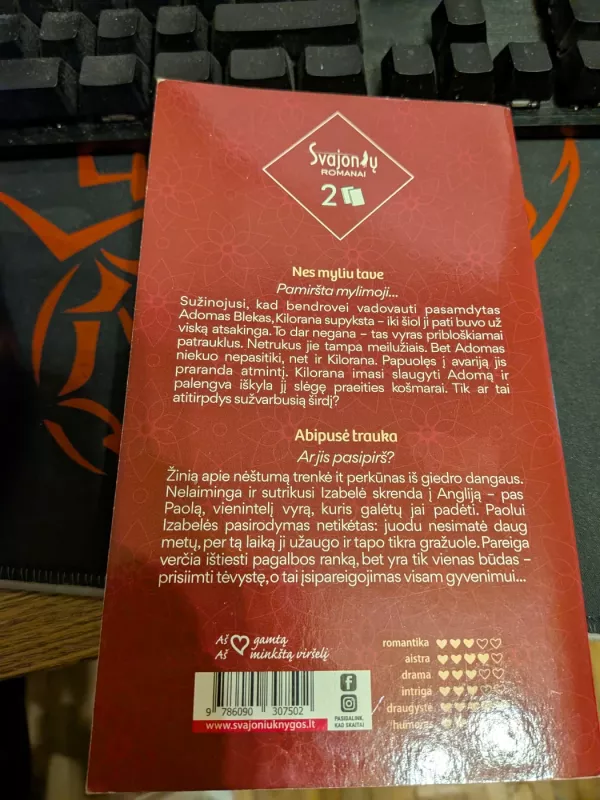 Svajonių
ROMANAI
2
Nes myliu tave
Pamiršta mylimoji...
Sužinojusi, kad bendrovei vadovauti pasamdytas
Adomas Blekas, Kilorana supyksta – iki šiol ji pati buvo už
viską atsakinga. To dar negana – tas vyras pribloškiamai
patrauklus. Netrukus jie tampa meilužiais. Bet Adomas
niekuo nepasitiki, net ir Kilorana. Papuolęs į avariją jis
praranda atmintį. Kilorana imasi slaugyti Adomą ir
palengva iškyla jį slėgę praeities košmarai. Tik ar tai
atitirpdys sužvarbusią širdį?
Abipusė trauka
Ar jis pasipirš?
Žinią apie nėštumą trenkė it perkūnas iš giedro dangaus.
Nelaiminga ir sutrikusi Izabelė skrenda į Angliją – pas
Paolą, vienintelį vyrą, kuris galėtų jai padėti. Paolui
Izabelės pasirodymas netikėtas: juodu nesimatė daug
metų, per tą laiką ji užaugo ir tapo tikra gražuole. Pareiga
verčia ištiesti pagalbos ranką, bet yra tik vienas būdas –
prisiimti tėvystę, o tai įsipareigojimas visam gyvenimui...
Aš gamtą
Aš minkštą viršelį
romantika
aistra
drama
intriga
draugystė
humoras
9 786090 307502
www.svajoniuknygos.lt
PASIDALINK,
KĄ SKAITAI